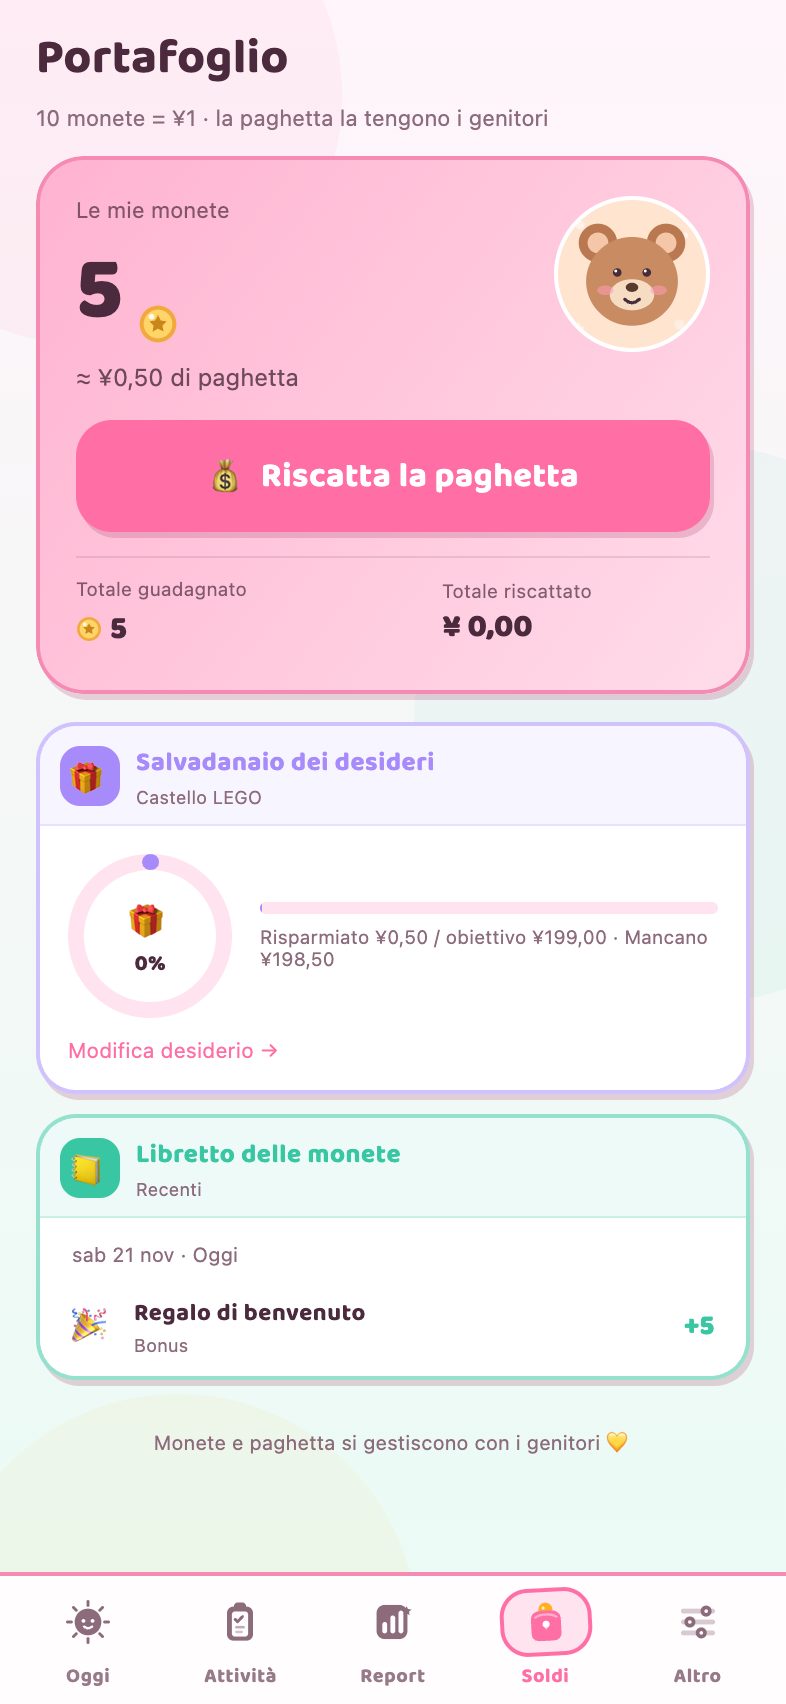 Portafoglio
10 monete = ¥1 · la paghetta la tengono i genitori
Le mie monete
5
≈ ¥0,50 di paghetta
Riscatta la paghetta
Totale guadagnato
5
Totale riscattato
¥ 0,00
Salvadanaio dei desideri
Castello LEGO
0%
Risparmiato ¥0,50 / obiettivo ¥199,00 · Mancano
¥198,50
Modifica desiderio →
Libretto delle monete
Recenti
sab 21 nov · Oggi
Regalo di benvenuto
Bonus
+5
Monete e paghetta si gestiscono con i genitori 💛
Oggi
Attività
Report
Soldi
Altro